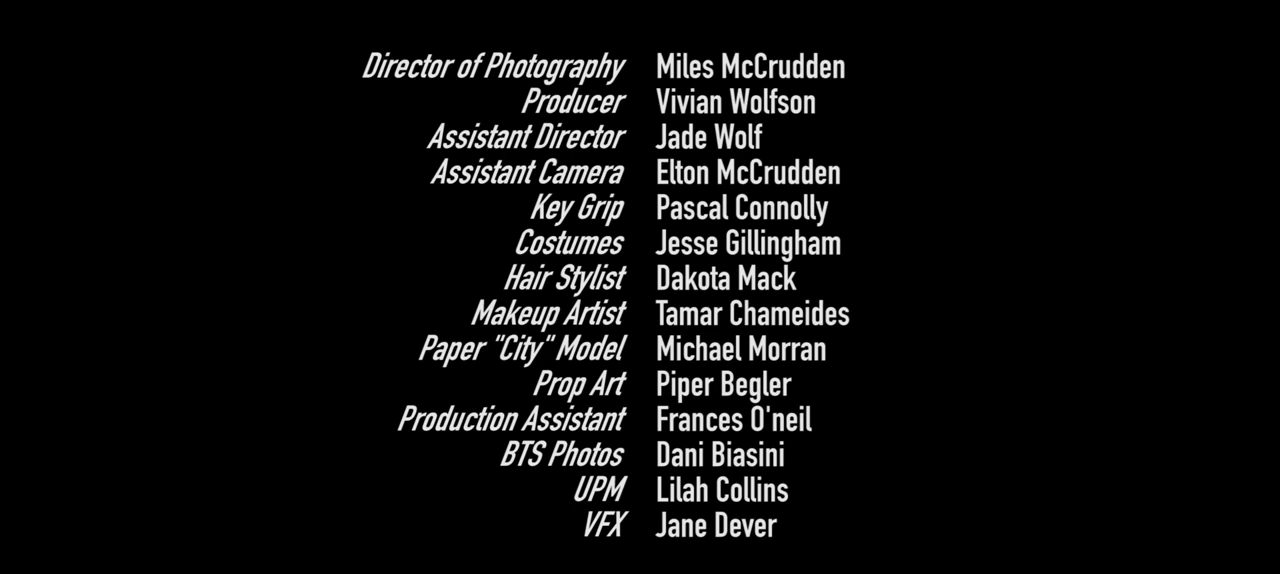 Director of Photography Miles McCrudden
Producer Vivian Wolfson
Assistant Director Jade Wolf
Assistant Camera Elton McCrudden
Key Grip Pascal Connolly
Costumes Jesse Gillingham
Hair Stylist Dakota Mack
Makeup Artist Tamar Chameides
Paper "City" Model Michael Morran
Prop Art Piper Begler
Production Assistant Frances O'neil
BTS Photos Dani Biasini
UPM Lilah Collins
VFX Jane Dever